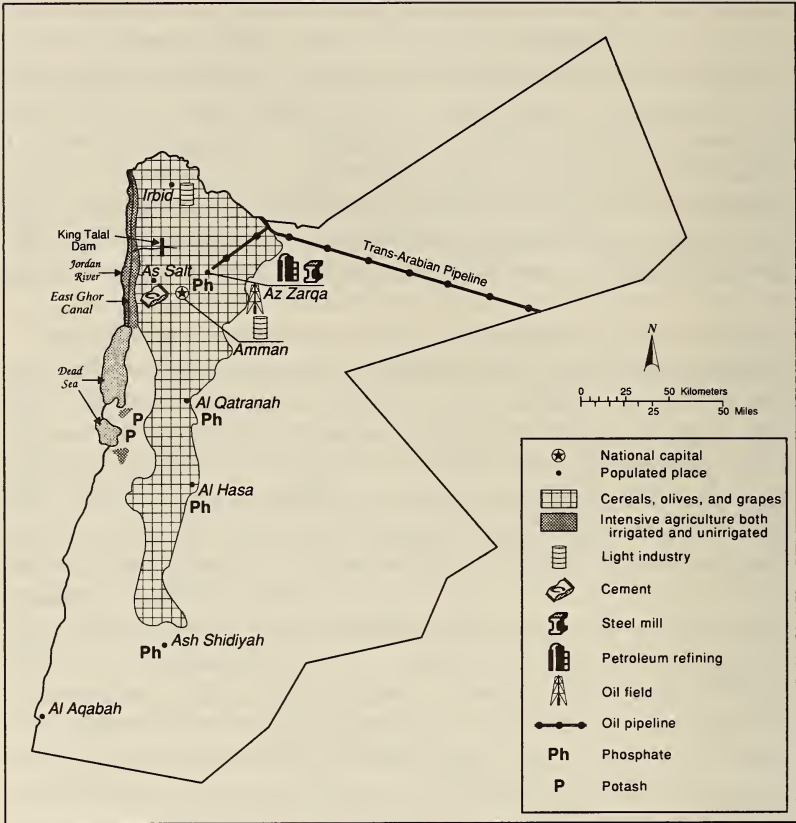 Irbid
King Talal
Dam
Jordan
River
As Salt
East Ghor
Canal
Ph
Az Zarqa
Amman
Trans-Arabian Pipeline
Dead
Sea
P
P
Al Qatranah
Ph
Al Hasa
Ph
Ash Shidiyah
Ph
Al Aqabah
N
0 25 50 Kilometers
25 50 Miles
National capital
Populated place
Cereals, olives, and grapes
Intensive agriculture both
irrigated and unirrigated
Light industry
Cement
Steel mill
Petroleum refining
Oil field
Oil pipeline
Ph Phosphate
P Potash